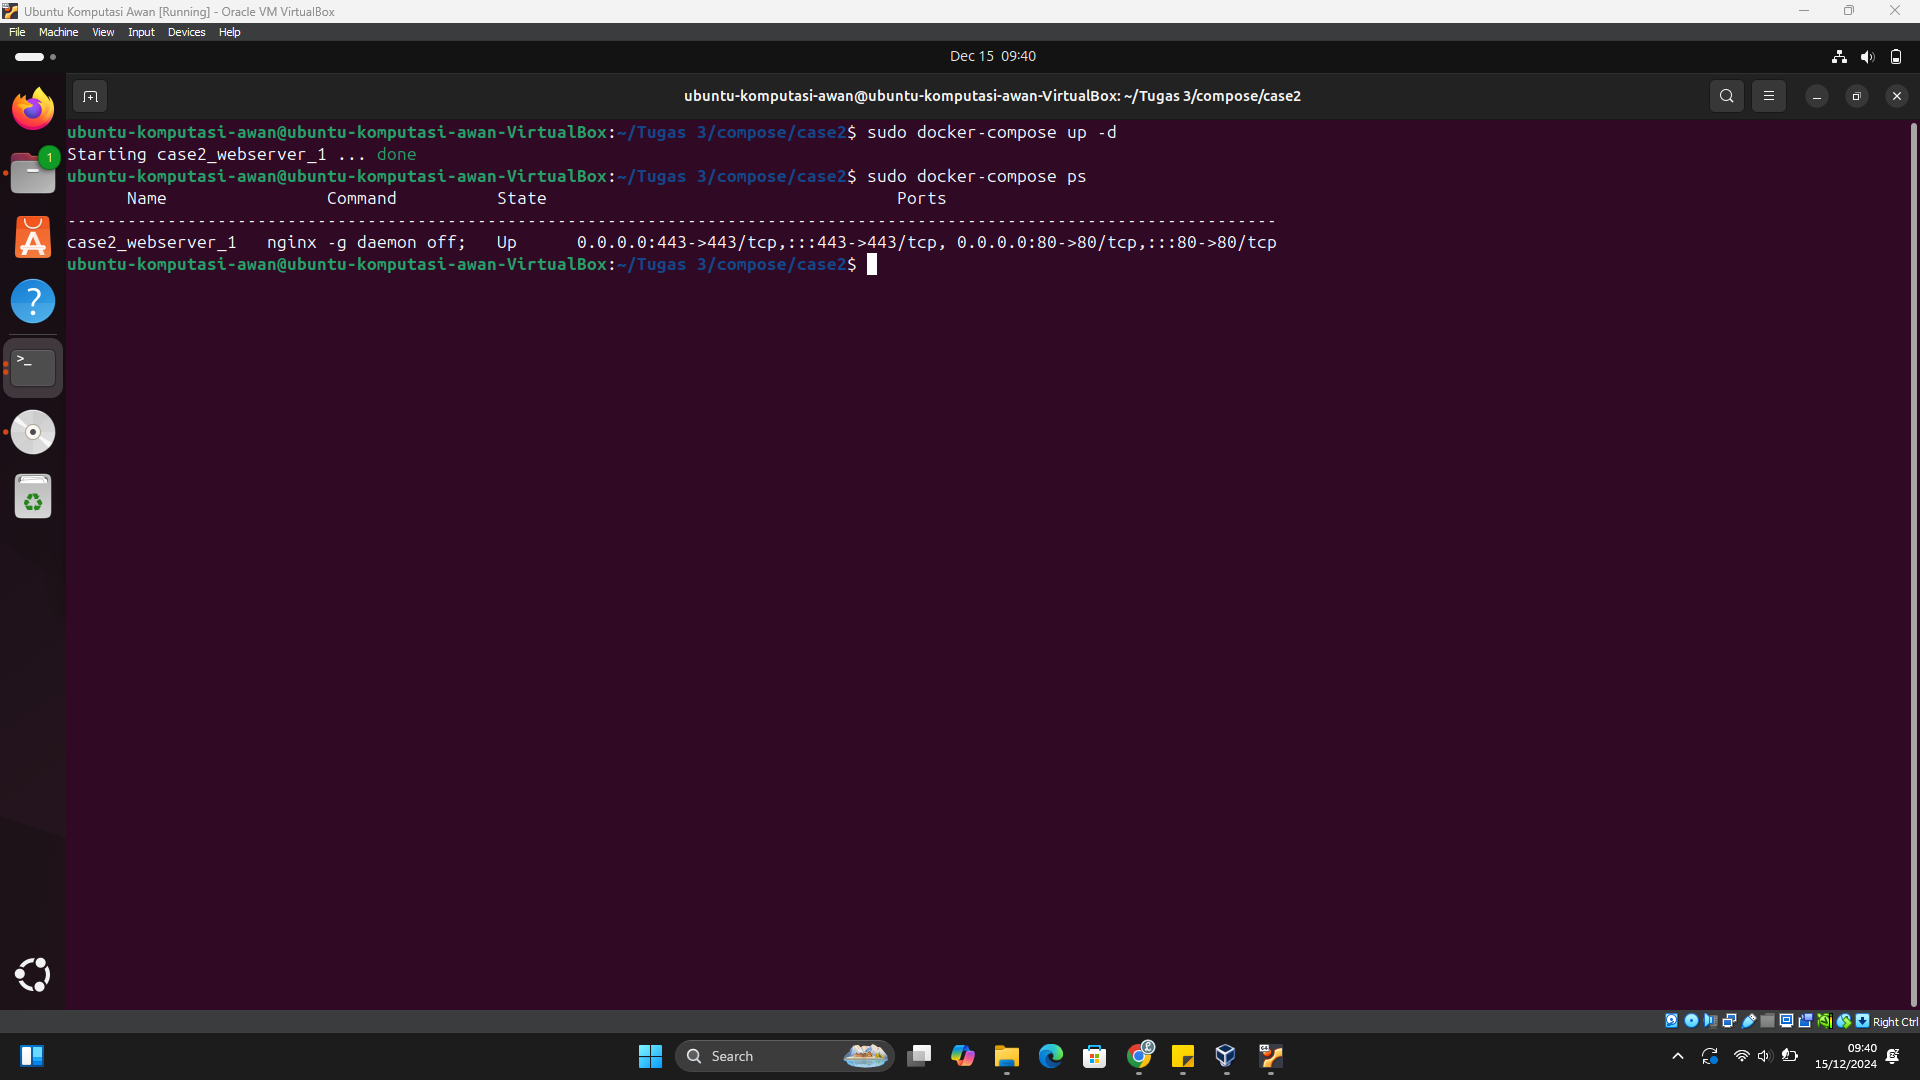 Ubuntu Komputasi Awan [Running] - Oracle VM VirtualBox
File Machine View Input Devices Help
Dec 15 09:40
ubuntu-komputasi-awan@ubuntu-komputasi-awan-VirtualBox: ~/Tugas 3/compose/case2
ubuntu-komputasi-awan@ubuntu-komputasi-awan-VirtualBox:~/Tugas 3/compose/case2$ sudo docker-compose up -d
Starting case2_webserver_1 ... done
ubuntu-komputasi-awan@ubuntu-komputasi-awan-VirtualBox:~/Tugas 3/compose/case2$ sudo docker-compose ps
Name Command State Ports
-------------------------------------------------------------------------------------------------------------------------
case2_webserver_1 nginx -g daemon off; Up 0.0.0.0:443->443/tcp,:::443->443/tcp, 0.0.0.0:80->80/tcp,:::80->80/tcp
ubuntu-komputasi-awan@ubuntu-komputasi-awan-VirtualBox:~/Tugas 3/compose/case2$
1
Right Ctrl
Search
09:40
15/12/2024